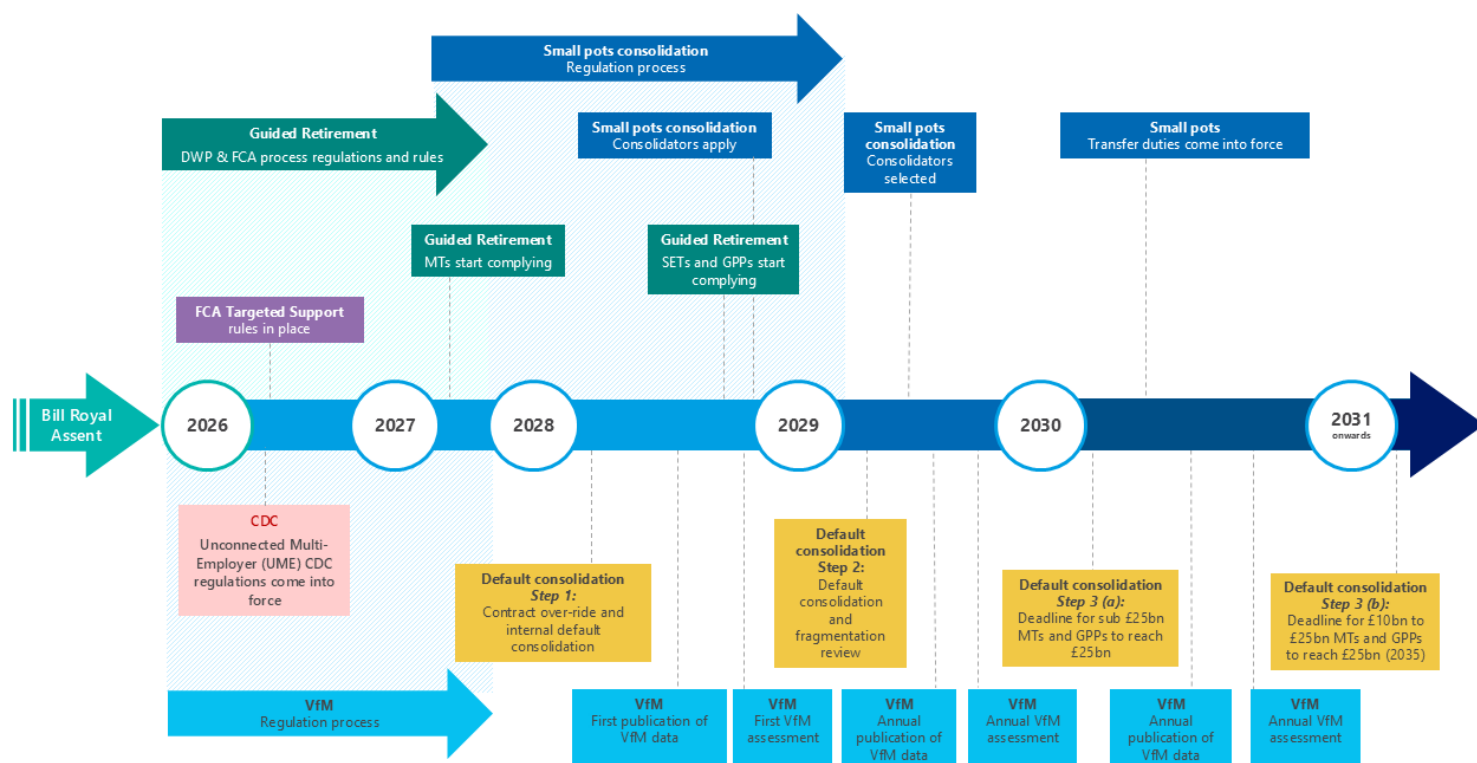 Small pots consolidation
Regulation process
Guided Retirement
DWP & FCA process regulations and rules
Small pots consolidation
Consolidators apply
Small pots
consolidation
Consolidators
selected
Small pots
Transfer duties come into force
Guided Retirement
MTs start complying
Guided Retirement
SETs and GPPs start
complying
FCA Targeted Support
rules in place
Bill Royal
Assent
2026
2027
2028
2029
2030
2031
onwards
CDC
Unconnected Multi-
Employer (UME) CDC
regulations come into
force
Default consolidation
Step 1:
Contract over-ride and
internal default
consolidation
Default
consolidation
Step 2:
Default
consolidation
and
fragmentation
review
Default consolidation
Step 3 (a):
Deadline for sub £25bn
MTs and GPPs to reach
£25bn
Default consolidation
Step 3 (b):
Deadline for £10bn to
£25bn MTs and GPPs
to reach £25bn (2035)
VfM
Regulation process
VfM
First publication of
VfM data
VfM
First VfM
assessment
VfM
Annual
publication of
VfM data
VfM
Annual VfM
assessment
VfM
Annual
publication of
VfM data
VfM
Annual VfM
assessment